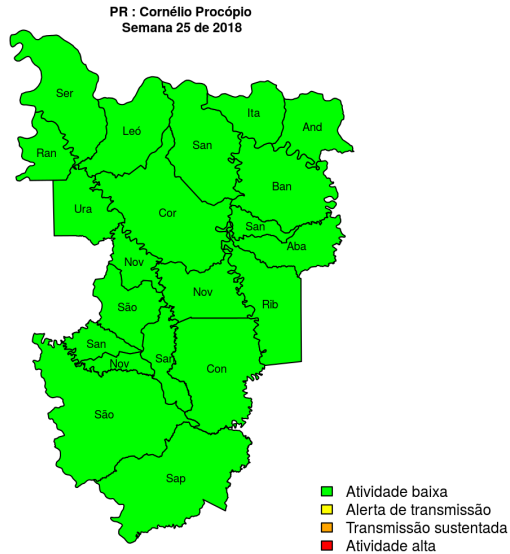 PR : Cornélio Procópio
Semana 25 de 2018
Ser
Leó
Ita
And
San
Ran
Ban
Ura
Cor
San
Aba
Nov
Nov
São
Rib
San
San
Nov
Con
São
Sap
Atividade baixa
Alerta de transmissão
Transmissão sustentada
Atividade alta